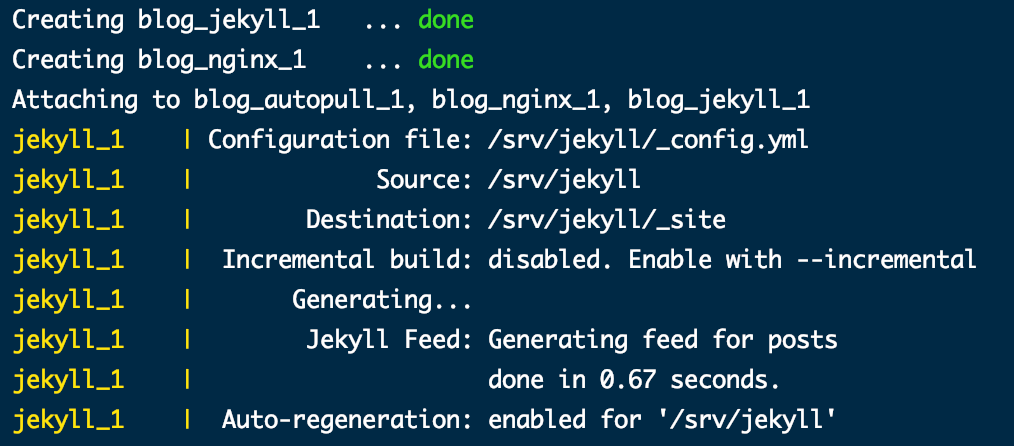 Creating blog_jekyll_1   ... done
Creating blog_nginx_1    ... done
Attaching to blog_autopull_1, blog_nginx_1, blog_jekyll_1
jekyll_1    | Configuration file: /srv/jekyll/_config.yml
jekyll_1    |             Source: /srv/jekyll
jekyll_1    |        Destination: /srv/jekyll/_site
jekyll_1    |  Incremental build: disabled. Enable with --incremental
jekyll_1    |       Generating...
jekyll_1    |        Jekyll Feed: Generating feed for posts
jekyll_1    |                     done in 0.67 seconds.
jekyll_1    |  Auto-regeneration: enabled for '/srv/jekyll'